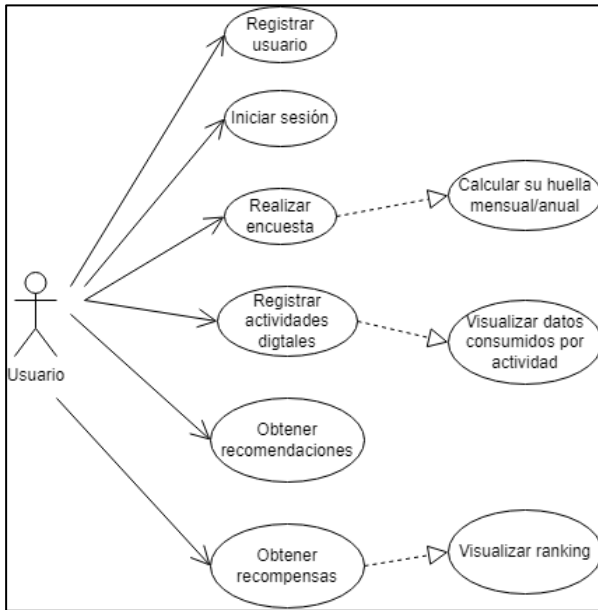 Registrar
usuario
Iniciar sesión
Realizar
encuesta
Calcular su huella
mensual/anual
Registrar
actividades
digtales
Visualizar datos
consumidos por
actividad
Usuario
Obtener
recomendaciones
Obtener
recompensas
Visualizar ranking